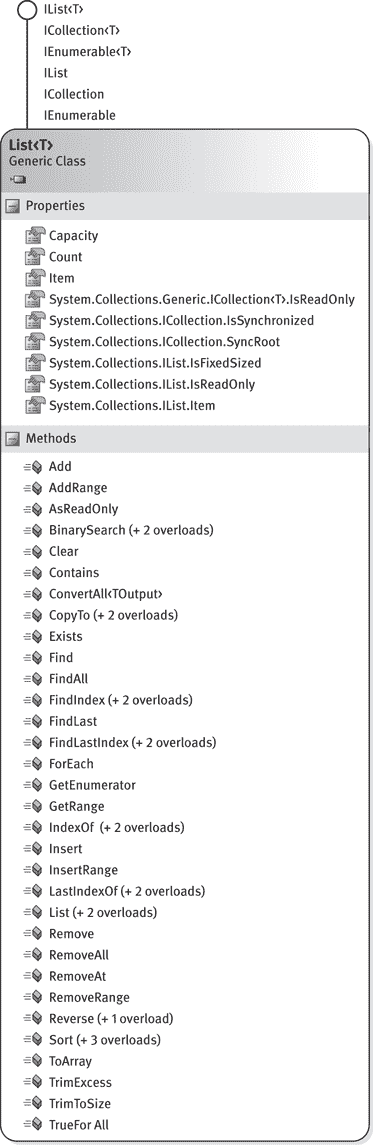 IList<T>
ICollection<T>
IEnumerable<T>
IList
ICollection
IEnumerable
List<T>
Generic Class
Properties
Capacity
Count
Item
System.Collections.Generic.ICollection<T>.IsReadOnly
System.Collections.ICollection.IsSynchronized
System.Collections.ICollection.SyncRoot
System.Collections.IList.IsFixedSized
System.Collections.IList.IsReadOnly
System.Collections.IList.Item
Methods
Add
AddRange
AsReadOnly
BinarySearch (+ 2 overloads)
Clear
Contains
ConvertAll<TOutput>
CopyTo (+ 2 overloads)
Exists
Find
FindAll
FindIndex (+ 2 overloads)
FindLast
FindLastIndex (+ 2 overloads)
ForEach
GetEnumerator
GetRange
IndexOf (+ 2 overloads)
Insert
InsertRange
LastIndexOf (+ 2 overloads)
List (+ 2 overloads)
Remove
RemoveAll
RemoveAt
RemoveRange
Reverse (+ 1 overload)
Sort (+ 3 overloads)
ToArray
TrimExcess
TrimToSize
TrueFor All